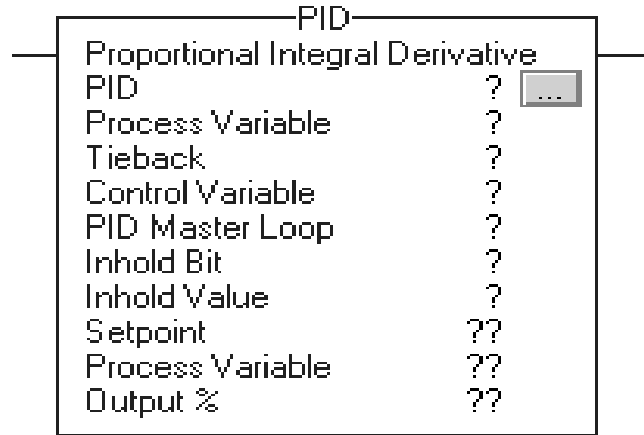 PID
Proportional Integral Derivative
PID ? ...
Process Variable ?
Tieback ?
Control Variable ?
PID Master Loop ?
Inhold Bit ?
Inhold Value ?
Setpoint ??
Process Variable ??
Output % ??